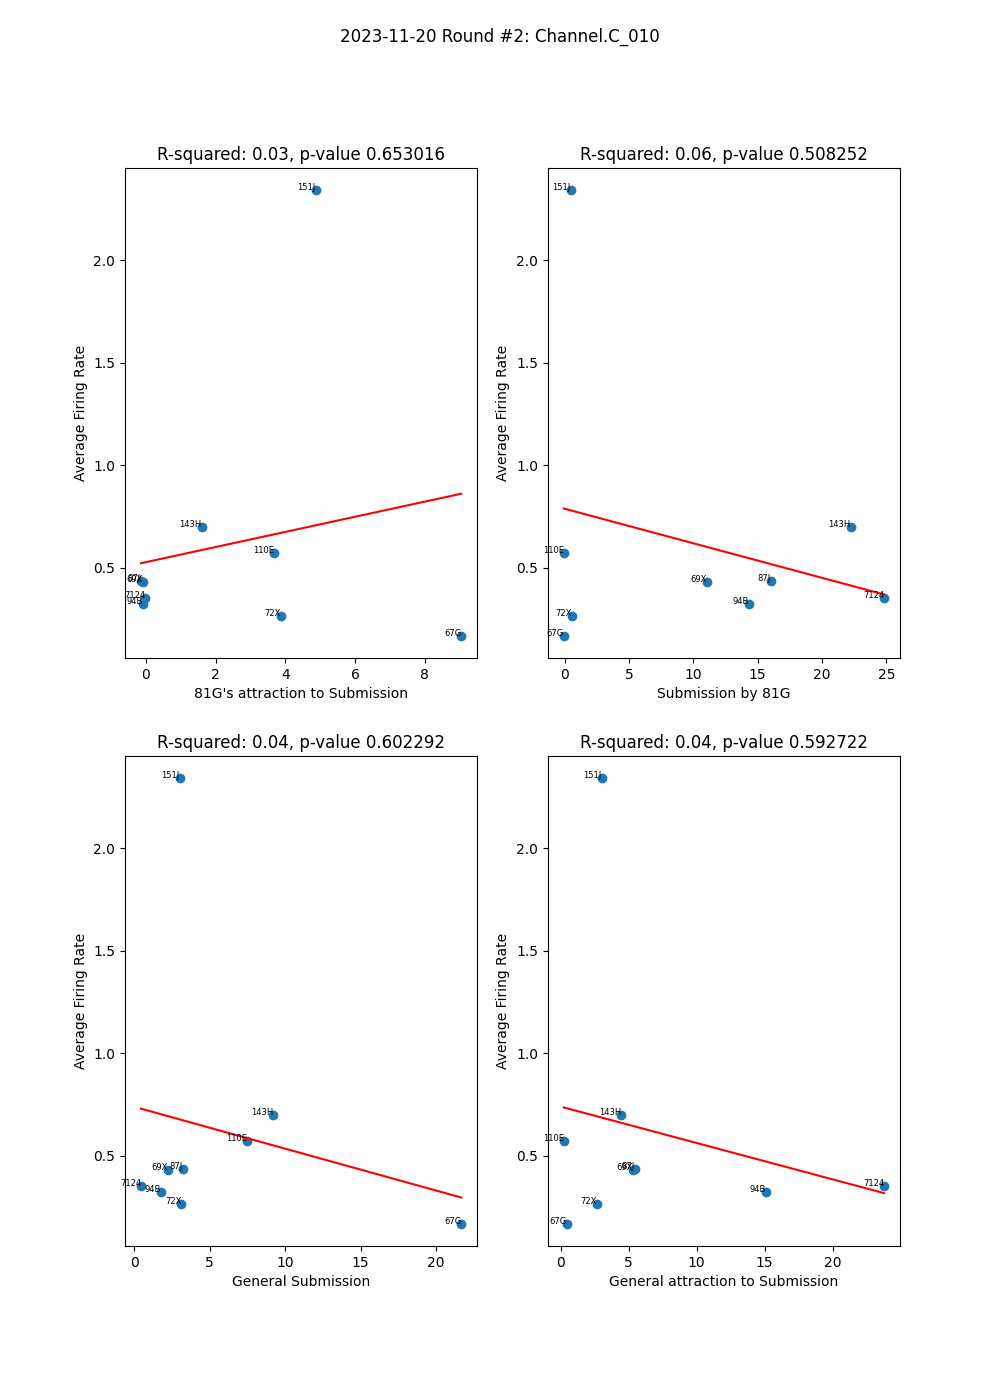 2023-11-20 Round #2: Channel.C_010
R-squared: 0.03, p-value 0.653016
Average Firing Rate
2.0
1.5
1.0
0.5
151J
143H
110E
69X
7124
94B
72X
67G
0 2 4 6 8
81G's attraction to Submission
R-squared: 0.06, p-value 0.508252
Average Firing Rate
2.0
1.5
1.0
0.5
151J
143H
110E
69X
87J
94B
7124
72X
67G
0 5 10 15 20 25
Submission by 81G
R-squared: 0.04, p-value 0.602292
Average Firing Rate
2.0
1.5
1.0
0.5
151J
143H
110E
69X
87J
7124
94B
72X
67G
0 5 10 15 20
General Submission
R-squared: 0.04, p-value 0.592722
Average Firing Rate
2.0
1.5
1.0
0.5
151J
143H
110E
69X
87J
94B
7124
72X
67G
0 5 10 15 20
General attraction to Submission